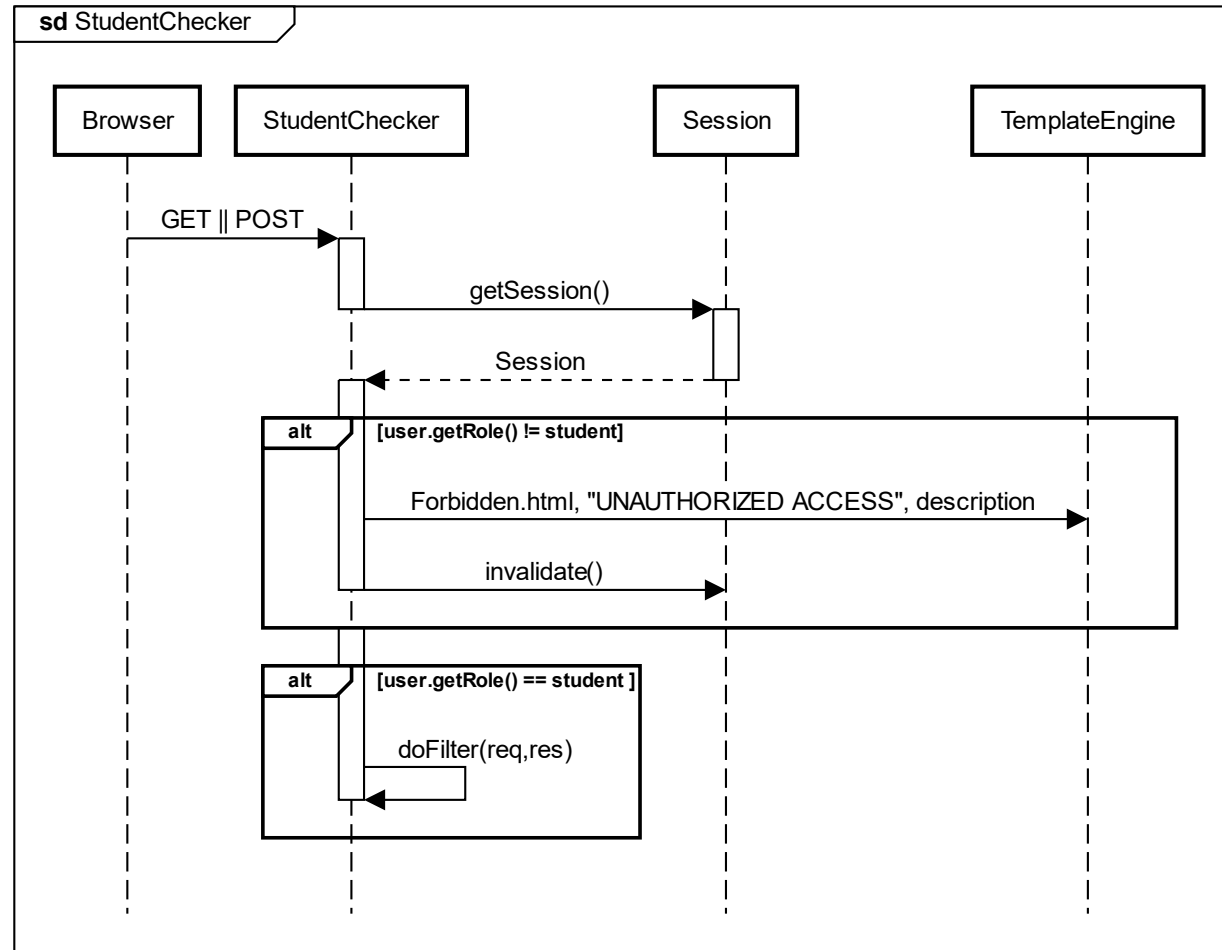 sd StudentChecker
Browser
StudentChecker
Session
TemplateEngine
GET || POST
getSession()
Session
alt
[user.getRole() != student]
Forbidden.html, "UNAUTHORIZED ACCESS", description
invalidate()
alt
[user.getRole() == student ]
doFilter(req,res)